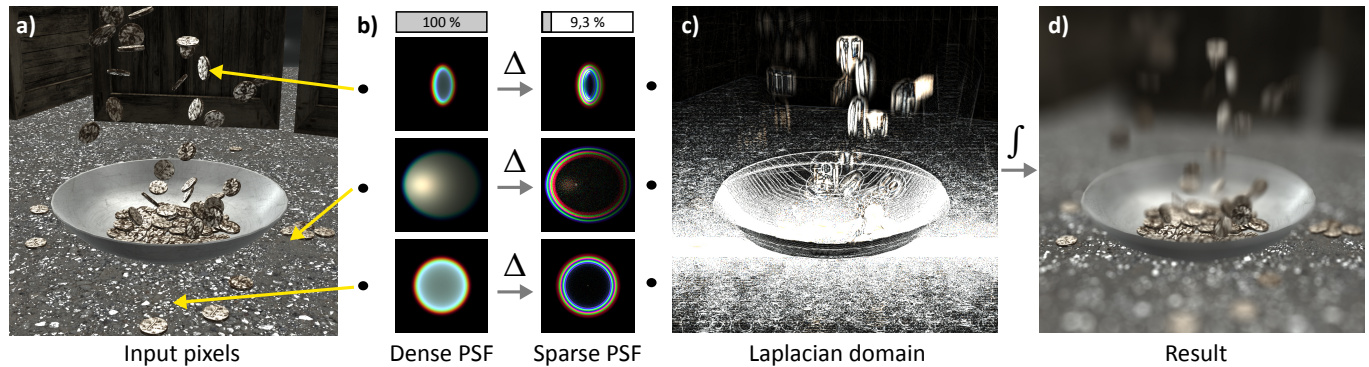 a)
b)
100 %
9,3 %
c)
d)
Δ
Δ
Δ
∫
Input pixels
Dense PSF
Sparse PSF
Laplacian domain
Result